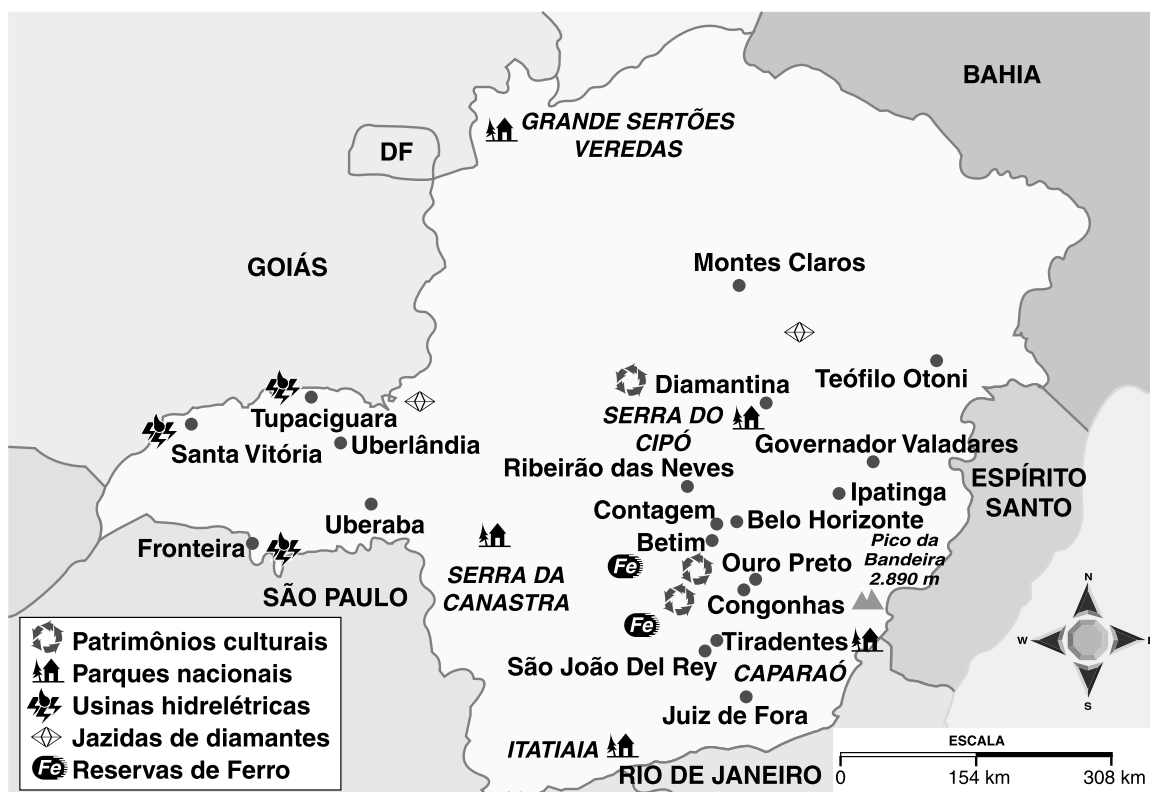 BAHIA
GRANDE SERTÕES
VEREDAS
DF
GOIÁS
Montes Claros
Teófilo Otoni
Diamantina
SERRA DO
CIPÓ
Tupaciguara
Santa Vitória
Uberlândia
Governador Valadares
Ribeirão das Neves
ESPÍRITO
SANTO
Ipatinga
Contagem
Belo Horizonte
Uberaba
Fronteira
Betim
Pico da
Bandeira
2.890 m
Ouro Preto
SERRA DA
CANASTRA
SÃO PAULO
Congonhas
Tiradentes
São João Del Rey
CAPARAÓ
Juiz de Fora
ITATIAIA
RIO DE JANEIRO
Patrimônios culturais
Parques nacionais
Usinas hidrelétricas
Jazidas de diamantes
Fe Reservas de Ferro
Fe
Fe
N
W
E
S
ESCALA
0 154 km 308 km